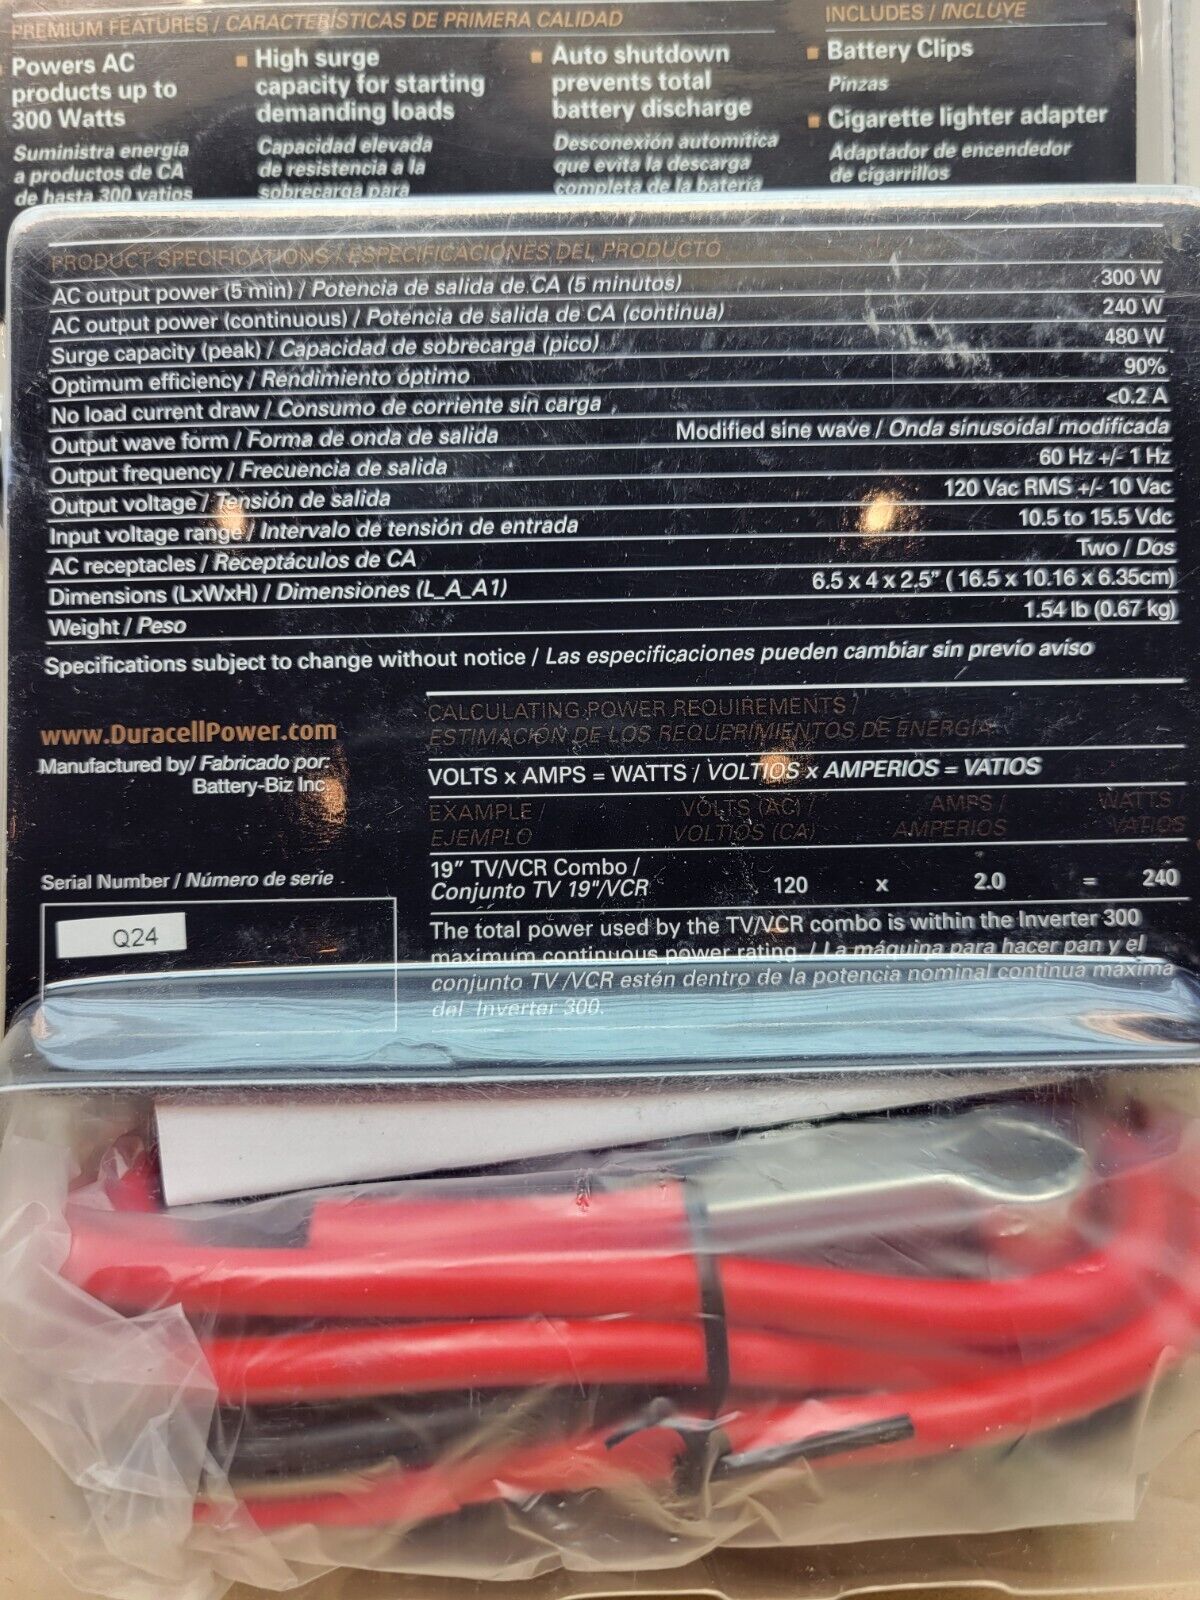 PREMIUM FEATURES / CARACTERÍSTICAS DE PRIMERA CALIDAD
INCLUDES / INCLUYE
Powers AC
products up to
300 Watts
Suministra energía
a productos de CA
de hasta 300 vatios
High surge
capacity for starting
demanding loads
Capacidad elevada
de resistencia a la
sobrecarga para
Auto shutdown
prevents total
battery discharge
Desconexión automítica
que evita la descarga
completa de la batería
Battery Clips
Pinzas
Cigarette lighter adapter
Adaptador de encendedor
de cigarrillos
PRODUCT SPECIFICATIONS / ESPECIFICACIONES DEL PRODUCTO
AC output power (5 min) / Potencia de salida de CA (5 minutos) 300 W
AC output power (continuous) / Potencia de salida de CA (continua) 240 W
Surge capacity (peak) / Capacidad de sobrecarga (pico) 480 W
Optimum efficiency / Rendimiento óptimo 90%
No load current draw / Consumo de corriente sin carga <0.2 A
Output wave form / Forma de onda de salida Modified sine wave / Onda sinusoidal modificada
Output frequency / Frecuencia de salida 60 Hz +/- 1 Hz
Output voltage / Tensión de salida 120 Vac RMS +/- 10 Vac
Input voltage range / Intervalo de tensión de entrada 10.5 to 15.5 Vdc
AC receptacles / Receptáculos de CA Two / Dos
Dimensions (LxWxH) / Dimensiones (L_A_A1) 6.5 x 4 x 2.5" ( 16.5 x 10.16 x 6.35cm)
Weight / Peso 1.54 lb (0.67 kg)
Specifications subject to change without notice / Las especificaciones pueden cambiar sin previo aviso
www.DuracellPower.com
Manufactured by/ Fabricado por:
Battery-Biz Inc.
Serial Number / Número de serie
Q24
CALCULATING POWER REQUIREMENTS /
ESTIMACIÓN DE LOS REQUERIMIENTOS DE ENERGÍA
VOLTS x AMPS = WATTS / VOLTIOS x AMPERIOS = VATIOS
EXAMPLE / VOLTS (AC) / AMPS / WATTS /
EJEMPLO VOLTIOS (CA) AMPERIOS VATIOS
19" TV/VCR Combo /
Conjunto TV 19"/VCR 120 x 2.0 = 240
The total power used by the TV/VCR combo is within the Inverter 300
maximum continuous power rating. / La máquina para hacer pan y el
conjunto TV /VCR estén dentro de la potencia nominal continua máxima
del Inverter 300.